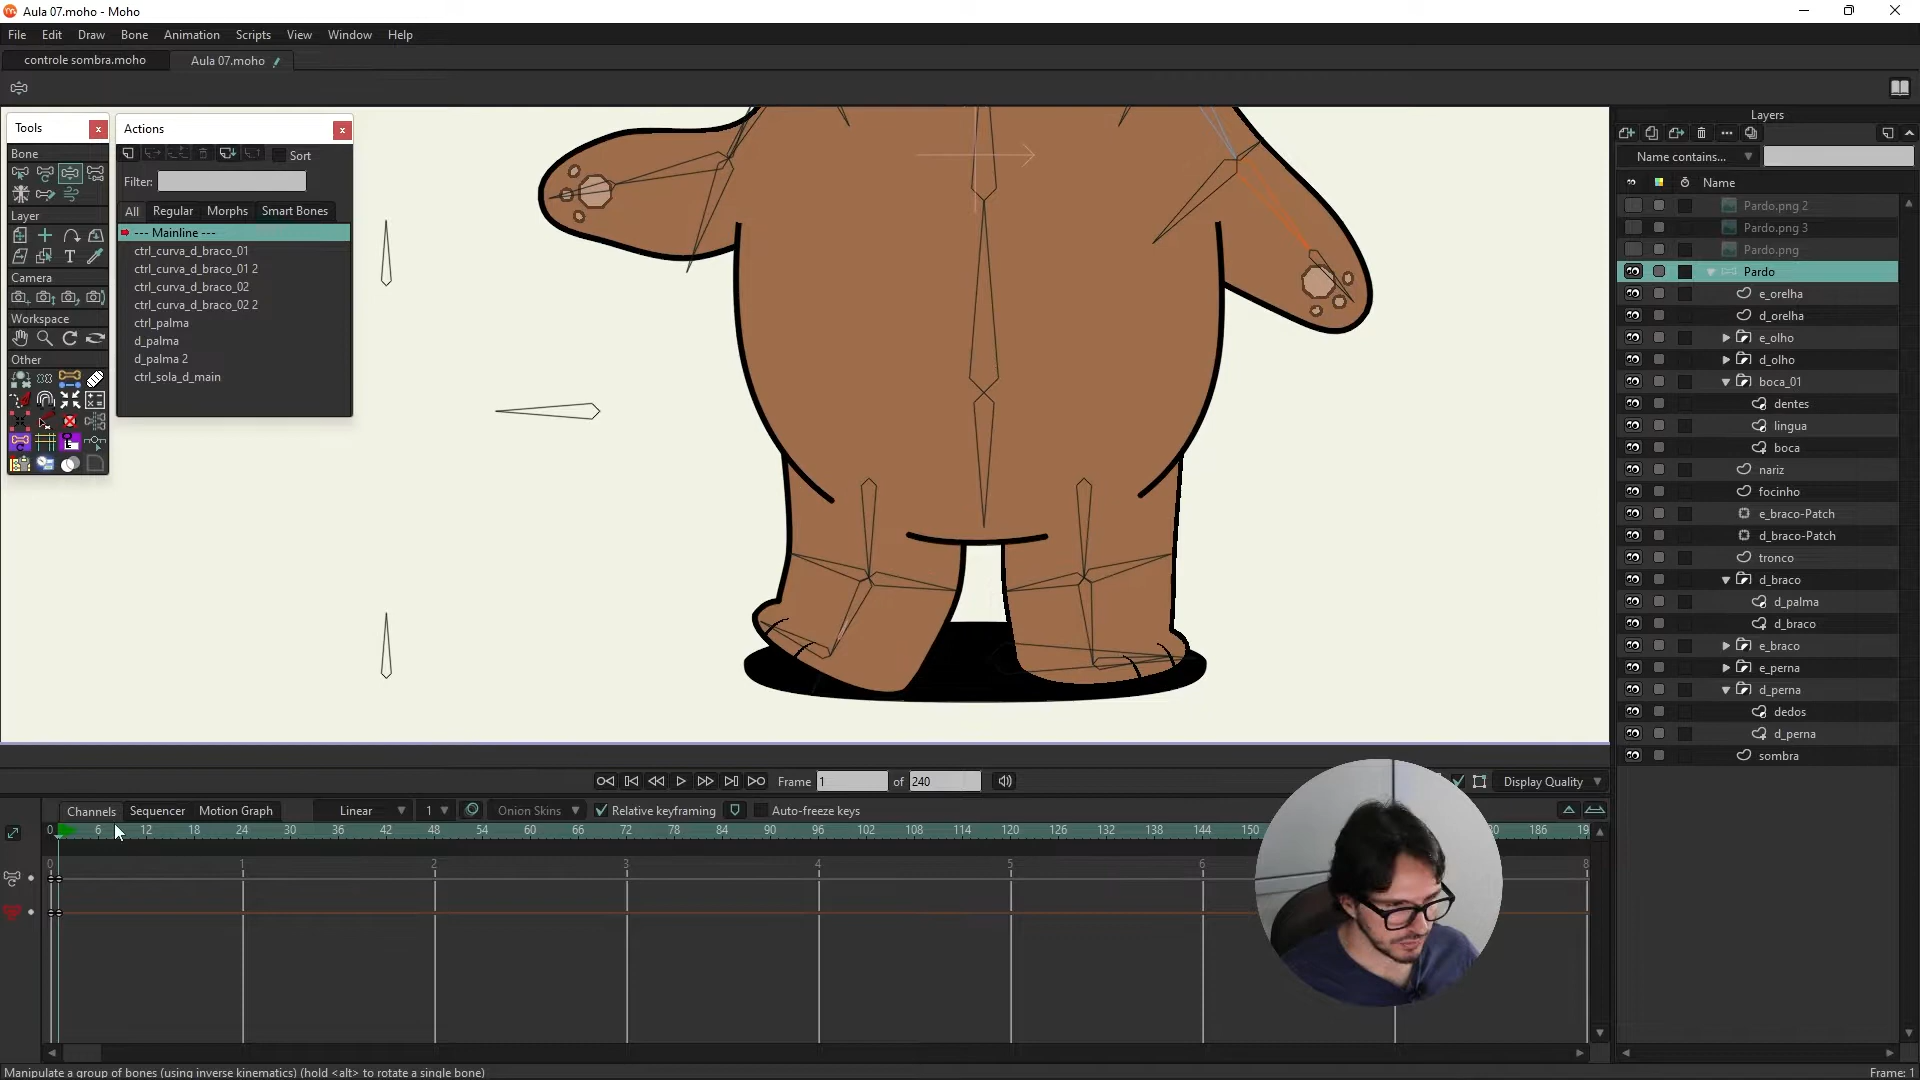 Aula 07.moho - Moho
File Edit Draw Bone Animation Scripts View Window Help
controle sombra.moho Aula 07.moho
Tools
Bone
Layer
Camera
Workspace
Other
Actions
Sort
Filter:
All Regular Morphs Smart Bones
--- Mainline ---
ctrl_curva_d_braco_01
ctrl_curva_d_braco_01 2
ctrl_curva_d_braco_02
ctrl_curva_d_braco_02 2
ctrl_palma
d_palma
d_palma 2
ctrl_sola_d_main
Layers
Name contains...
Name
Pardo.png 2
Pardo.png 3
Pardo.png
Pardo
e_orelha
d_orelha
e_olho
d_olho
boca_01
dentes
lingua
boca
nariz
focinho
e_braco-Patch
d_braco-Patch
tronco
d_braco
d_palma
d_braco
e_braco
e_perna
d_perna
dedos
d_perna
sombra
Frame 1 of 240 Display Quality
Channels Sequencer Motion Graph Linear 1 Onion Skins Relative keyframing Auto-freeze keys
0 6 12 18 24 30 36 42 48 54 60 66 72 78 84 90 96 102 108 114 120 126 132 138 144 150 186 19
0 1 2 3 4 5 6 8
Manipulate a group of bones (using inverse kinematics) (hold <alt> to rotate a single bone)
Frame: 1